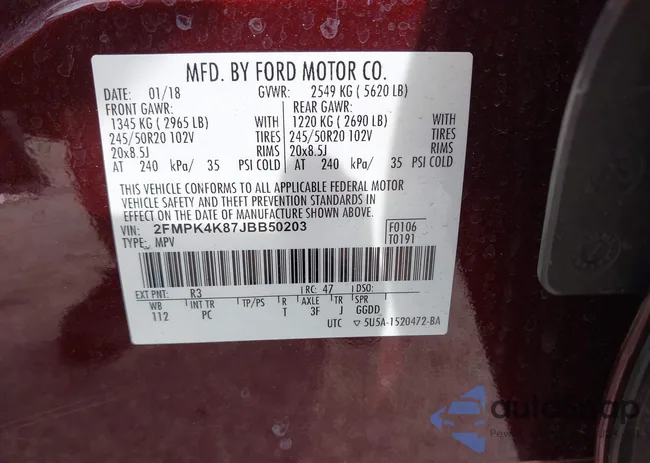 MFD. BY FORD MOTOR CO.
DATE: 01/18 GVWR: 2549 KG ( 5620 LB)
FRONT GAWR: REAR GAWR:
1345 KG ( 2965 LB) WITH 1220 KG ( 2690 LB) WITH
245/50R20 102V TIRES 245/50R20 102V TIRES
20x8.5J RIMS 20x8.5J RIMS
AT 240 kPa/ 35 PSI COLD AT 240 kPa/ 35 PSI COLD
THIS VEHICLE CONFORMS TO ALL APPLICABLE FEDERAL MOTOR
VEHICLE SAFETY AND THEFT PREVENTION STANDARDS IN
EFFECT ON THE DATE OF MANUFACTURE SHOWN ABOVE.
VIN: 2FMPK4K87JBB50203 F0106
TYPE: MPV T0191
EXT PNT: R3 RC: 47 DSO:
WB INT TR TP/PS R AXLE TR SPR
112 PC T 3F J GGDD
UTC ▽5U5A-1520472-BA
autosnap